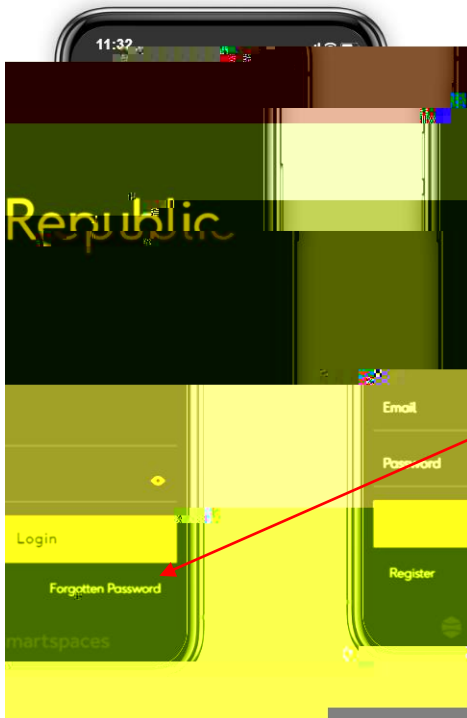 11:32
Republic
Email
Password
Login
Forgotten Password
Register
martspaces